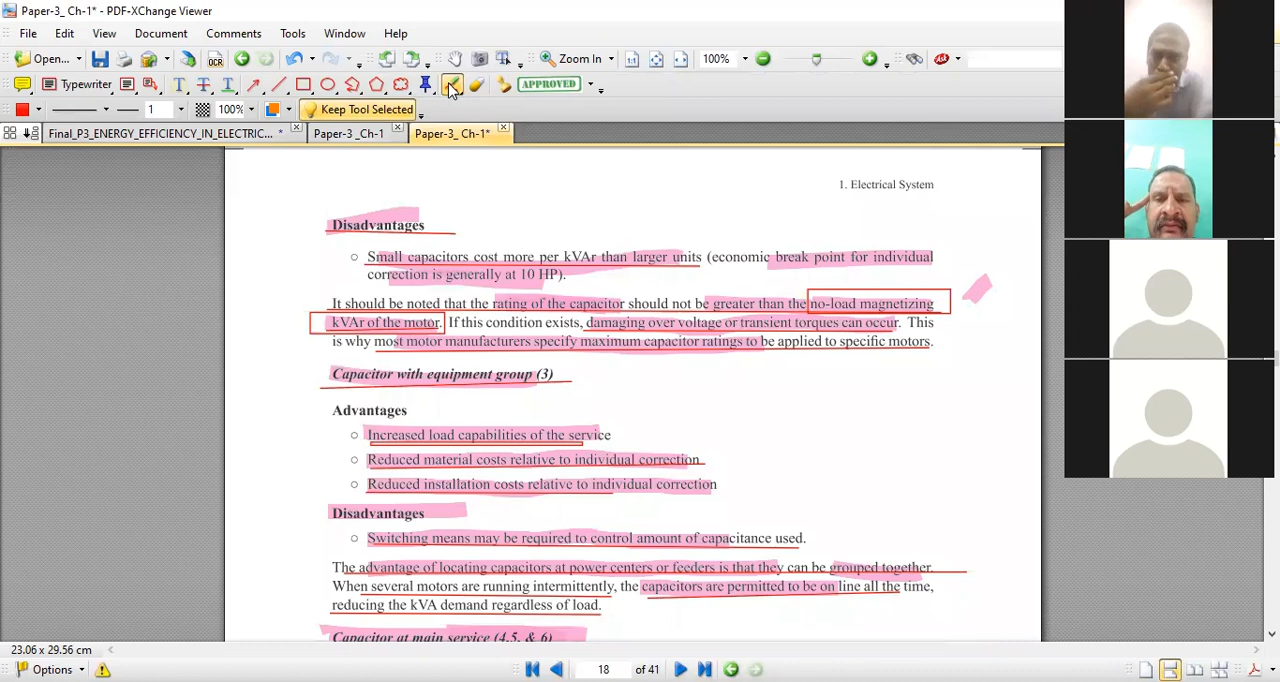 Paper-3_ Ch-1* - PDF-XChange Viewer
File Edit View Document Comments Tools Window Help
Open... OCR Zoom In 100%
Typewriter APPROVED
1 100% Keep Tool Selected
Final_P3_ENERGY_EFFICIENCY_IN_ELECTRIC... * Paper-3 _Ch-1 Paper-3_ Ch-1*
1. Electrical System
Disadvantages
Small capacitors cost more per kVAr than larger units (economic break point for individual
correction is generally at 10 HP).
It should be noted that the rating of the capacitor should not be greater than the no-load magnetizing
kVAr of the motor. If this condition exists, damaging over voltage or transient torques can occur. This
is why most motor manufacturers specify maximum capacitor ratings to be applied to specific motors.
Capacitor with equipment group (3)
Advantages
Increased load capabilities of the service
Reduced material costs relative to individual correction
Reduced installation costs relative to individual correction
Disadvantages
Switching means may be required to control amount of capacitance used.
The advantage of locating capacitors at power centers or feeders is that they can be grouped together.
When several motors are running intermittently, the capacitors are permitted to be on line all the time,
reducing the kVA demand regardless of load.
Capacitor at main service (4,5, & 6)
23.06 x 29.56 cm
Options 18 of 41